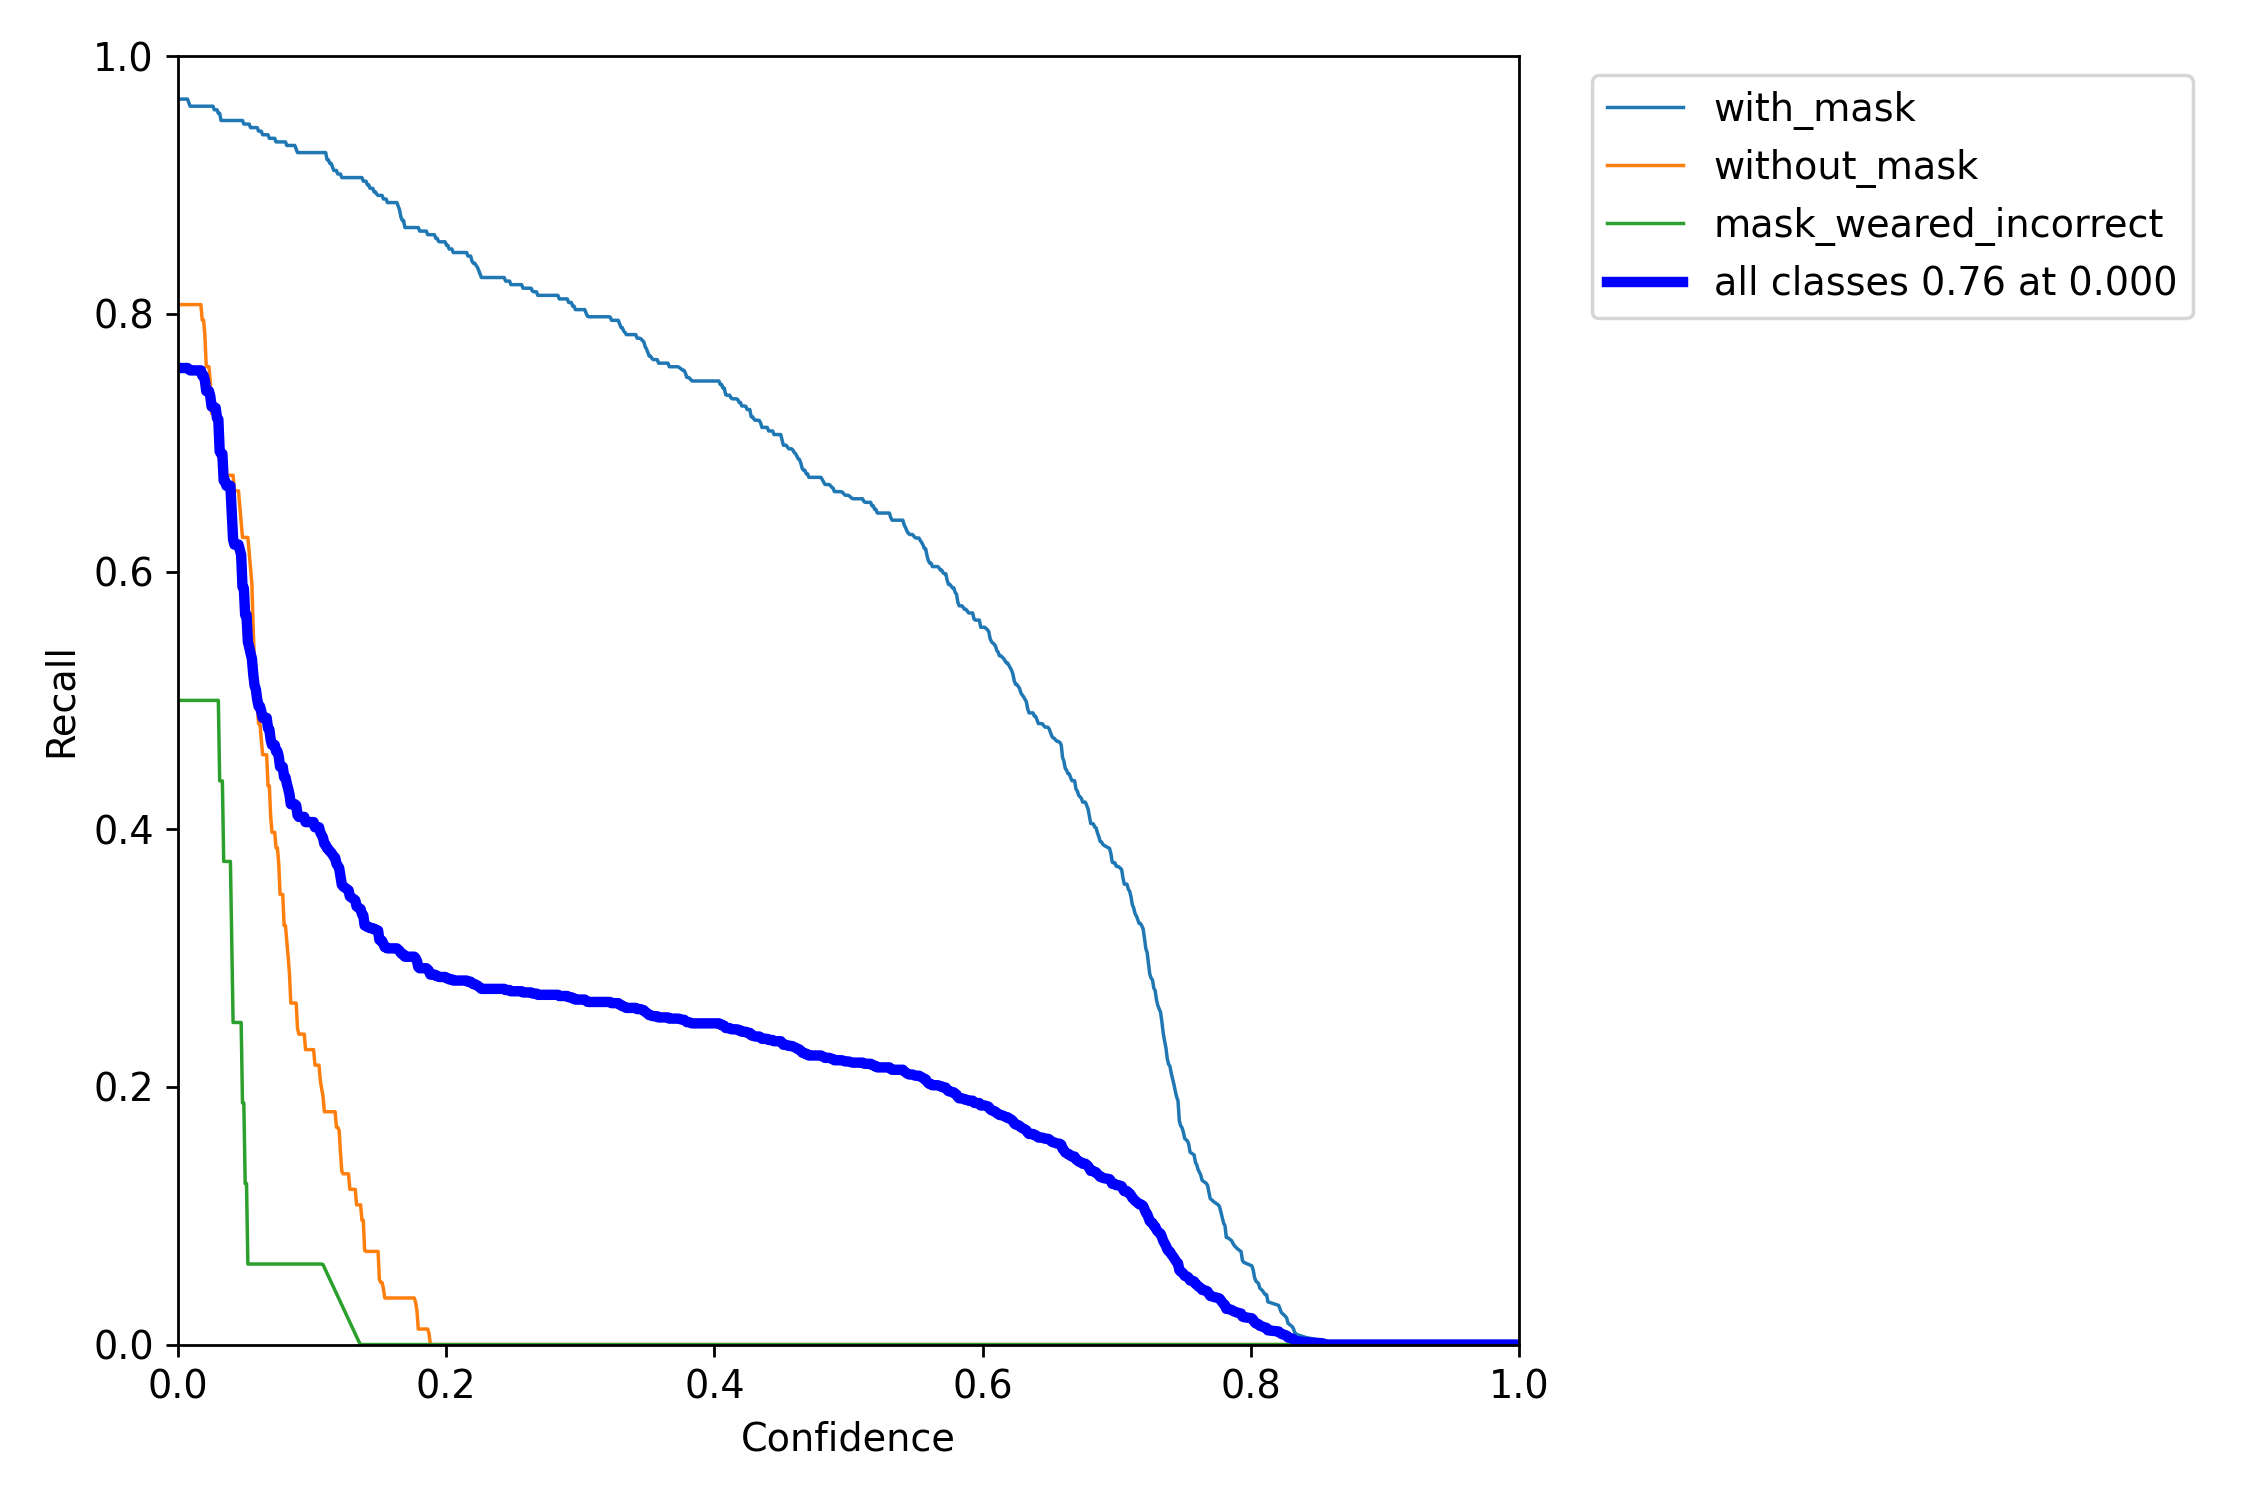 1.0
0.8
0.6
0.4
0.2
0.0
Recall
0.0 0.2 0.4 0.6 0.8 1.0
Confidence
with_mask
without_mask
mask_weared_incorrect
all classes 0.76 at 0.000